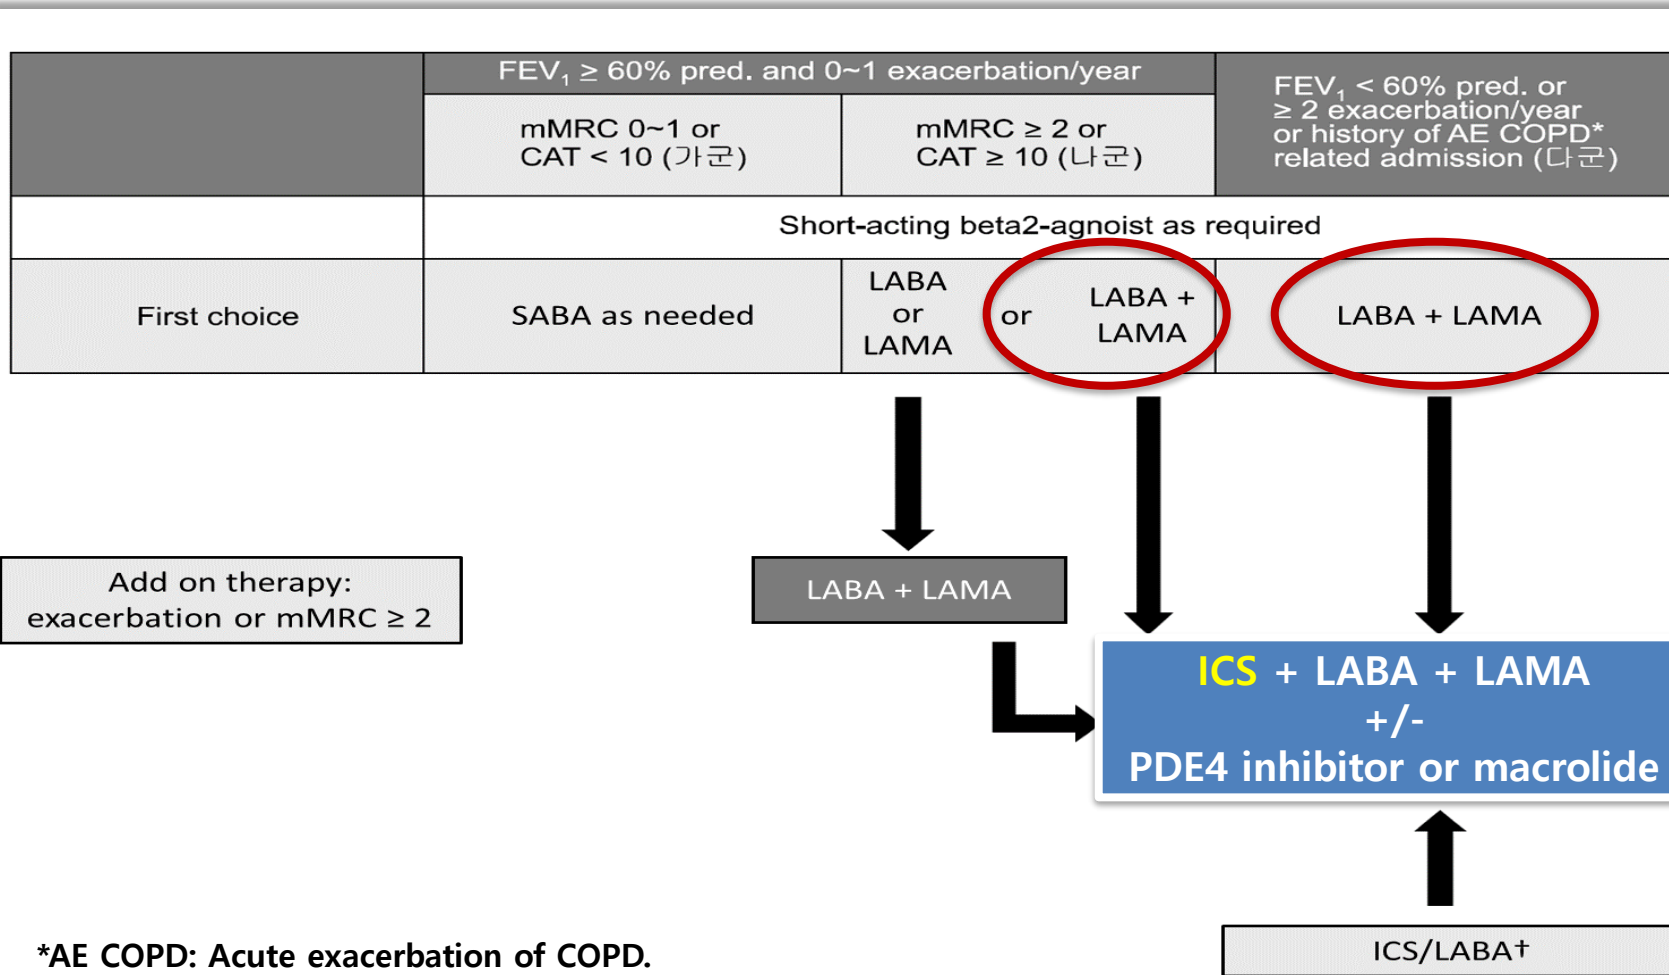 FEV₁ ≥ 60% pred. and 0~1 exacerbation/year
mMRC 0~1 or
CAT < 10 (가군)
mMRC ≥ 2 or
CAT ≥ 10 (나군)
FEV₁ < 60% pred. or
≥ 2 exacerbation/year
or history of AE COPD*
related admission (다군)
Short-acting beta2-agnoist as required
First choice
SABA as needed
LABA
or
LAMA
or
LABA +
LAMA
LABA + LAMA
Add on therapy:
exacerbation or mMRC ≥ 2
LABA + LAMA
ICS + LABA + LAMA
+/-
PDE4 inhibitor or macrolide
ICS/LABA†
*AE COPD: Acute exacerbation of COPD.